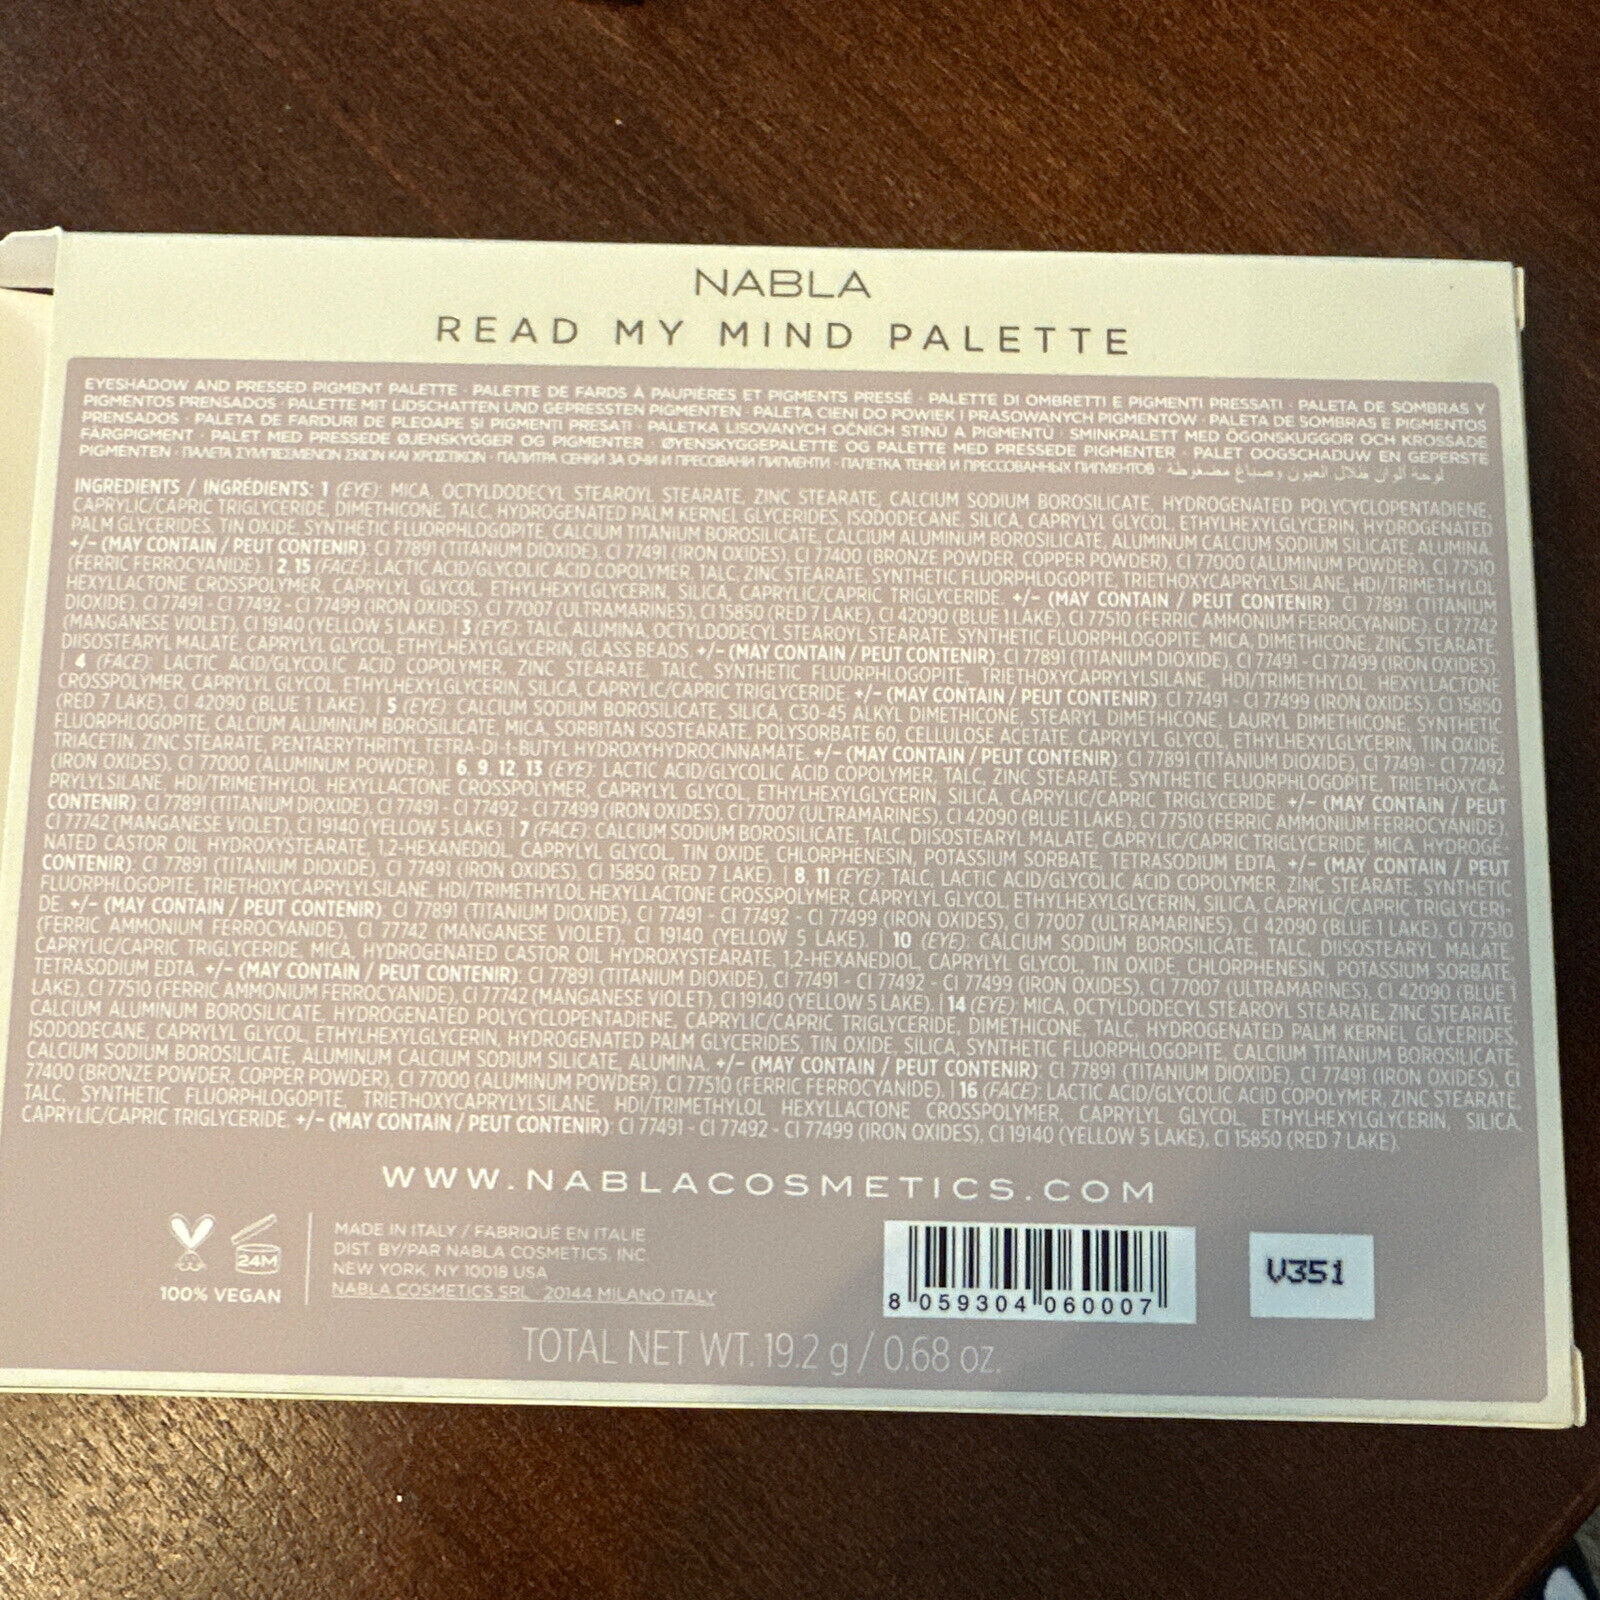 NABLA
READ MY MIND PALETTE
EYESHADOW AND PRESSED PIGMENT PALETTE · PALETTE DE FARDS À PAUPIÈRES ET PIGMENTS PRESSÉ · PALETTE DI OMBRETTI E PIGMENTI PRESSATI · PALETA DE SOMBRAS Y
PIGMENTOS PRENSADOS · PALETTE MIT LIDSCHATTEN UND GEPRESSTEN PIGMENTEN · PALETA CIENI DO POWIEK I PRASOWANYCH PIGMENTÓW · PALETA DE SOMBRAS E PIGMENTOS
PRENSADOS · PALETA DE FARDURI DE PLEOAPE ȘI PIGMENȚI PRESAȚI · PALETKA LISOVANÝCH OČNÍCH STÍNŮ A PIGMENTŮ · SMINKPALETT MED ÖGONSKUGGOR OCH KROSSADE
FÄRGPIGMENT · PALET MED PRESSEDE ØJENSKYGGER OG PIGMENTER · ØYENSKYGGEPALETTE OG PALETTE MED PRESSEDE PIGMENTER · PALET OOGSCHADUW EN GEPERSTE
PIGMENTEN · ΠΑΛΕΤΑ ΣΥΜΠΙΕΣΜΕΝΩΝ ΣΚΙΩΝ ΚΑΙ ΧΡΩΣΤΙΚΩΝ · ПАЛИТРА СЕНКИ ЗА ОЧИ И ПРЕСОВАНИ ПИГМЕНТИ · ПАЛЕТКА ТЕНЕЙ И ПРЕССОВАННЫХ ПИГМЕНТОВ · لوحة ألوان ظلال العيون وصباغ مضغوطة
INGREDIENTS / INGRÉDIENTS: 1 (EYE): MICA, OCTYLDODECYL STEAROYL STEARATE, ZINC STEARATE, CALCIUM SODIUM BOROSILICATE, HYDROGENATED POLYCYCLOPENTADIENE,
CAPRYLIC/CAPRIC TRIGLYCERIDE, DIMETHICONE, TALC, HYDROGENATED PALM KERNEL GLYCERIDES, ISODODECANE, SILICA, CAPRYLYL GLYCOL, ETHYLHEXYLGLYCERIN, HYDROGENATED
PALM GLYCERIDES, TIN OXIDE, SYNTHETIC FLUORPHLOGOPITE, CALCIUM TITANIUM BOROSILICATE, CALCIUM ALUMINUM BOROSILICATE, ALUMINUM CALCIUM SODIUM SILICATE, ALUMINA.
+/– (MAY CONTAIN / PEUT CONTENIR): CI 77891 (TITANIUM DIOXIDE), CI 77491 (IRON OXIDES), CI 77400 (BRONZE POWDER, COPPER POWDER), CI 77000 (ALUMINUM POWDER), CI 77510
(FERRIC FERROCYANIDE). | 2, 15 (FACE): LACTIC ACID/GLYCOLIC ACID COPOLYMER, TALC, ZINC STEARATE, SYNTHETIC FLUORPHLOGOPITE, TRIETHOXYCAPRYLYLSILANE, HDI/TRIMETHYLOL
HEXYLLACTONE CROSSPOLYMER, CAPRYLYL GLYCOL, ETHYLHEXYLGLYCERIN, SILICA, CAPRYLIC/CAPRIC TRIGLYCERIDE. +/– (MAY CONTAIN / PEUT CONTENIR): CI 77891 (TITANIUM
DIOXIDE), CI 77491 - CI 77492 - CI 77499 (IRON OXIDES), CI 77007 (ULTRAMARINES), CI 15850 (RED 7 LAKE), CI 42090 (BLUE 1 LAKE), CI 77510 (FERRIC AMMONIUM FERROCYANIDE), CI 77742
(MANGANESE VIOLET), CI 19140 (YELLOW 5 LAKE). | 3 (EYE): TALC, ALUMINA, OCTYLDODECYL STEAROYL STEARATE, SYNTHETIC FLUORPHLOGOPITE, MICA, DIMETHICONE, ZINC STEARATE,
DIISOSTEARYL MALATE, CAPRYLYL GLYCOL, ETHYLHEXYLGLYCERIN, GLASS BEADS. +/– (MAY CONTAIN / PEUT CONTENIR): CI 77891 (TITANIUM DIOXIDE), CI 77491 - CI 77499 (IRON OXIDES).
| 4 (FACE): LACTIC ACID/GLYCOLIC ACID COPOLYMER, ZINC STEARATE, TALC, SYNTHETIC FLUORPHLOGOPITE, TRIETHOXYCAPRYLYLSILANE, HDI/TRIMETHYLOL HEXYLLACTONE
CROSSPOLYMER, CAPRYLYL GLYCOL, ETHYLHEXYLGLYCERIN, SILICA, CAPRYLIC/CAPRIC TRIGLYCERIDE. +/– (MAY CONTAIN / PEUT CONTENIR): CI 77491 - CI 77499 (IRON OXIDES), CI 15850
(RED 7 LAKE), CI 42090 (BLUE 1 LAKE). | 5 (EYE): CALCIUM SODIUM BOROSILICATE, SILICA, C30-45 ALKYL DIMETHICONE, STEARYL DIMETHICONE, LAURYL DIMETHICONE, SYNTHETIC
FLUORPHLOGOPITE, CALCIUM ALUMINUM BOROSILICATE, MICA, SORBITAN ISOSTEARATE, POLYSORBATE 60, CELLULOSE ACETATE, CAPRYLYL GLYCOL, ETHYLHEXYLGLYCERIN, TIN OXIDE,
TRIACETIN, ZINC STEARATE, PENTAERYTHRITYL TETRA-DI-t-BUTYL HYDROXYHYDROCINNAMATE. +/– (MAY CONTAIN / PEUT CONTENIR): CI 77891 (TITANIUM DIOXIDE), CI 77491 - CI 77492
(IRON OXIDES), CI 77000 (ALUMINUM POWDER). | 6, 9, 12, 13 (EYE): LACTIC ACID/GLYCOLIC ACID COPOLYMER, TALC, ZINC STEARATE, SYNTHETIC FLUORPHLOGOPITE, TRIETHOXYCA-
PRYLYLSILANE, HDI/TRIMETHYLOL HEXYLLACTONE CROSSPOLYMER, CAPRYLYL GLYCOL, ETHYLHEXYLGLYCERIN, SILICA, CAPRYLIC/CAPRIC TRIGLYCERIDE. +/– (MAY CONTAIN / PEUT
CONTENIR): CI 77891 (TITANIUM DIOXIDE), CI 77491 - CI 77492 - CI 77499 (IRON OXIDES), CI 77007 (ULTRAMARINES), CI 42090 (BLUE 1 LAKE), CI 77510 (FERRIC AMMONIUM FERROCYANIDE),
CI 77742 (MANGANESE VIOLET), CI 19140 (YELLOW 5 LAKE). | 7 (FACE): CALCIUM SODIUM BOROSILICATE, TALC, DIISOSTEARYL MALATE, CAPRYLIC/CAPRIC TRIGLYCERIDE, MICA, HYDROGE-
NATED CASTOR OIL HYDROXYSTEARATE, 1,2-HEXANEDIOL, CAPRYLYL GLYCOL, TIN OXIDE, CHLORPHENESIN, POTASSIUM SORBATE, TETRASODIUM EDTA. +/– (MAY CONTAIN / PEUT
CONTENIR): CI 77891 (TITANIUM DIOXIDE), CI 77491 (IRON OXIDES), CI 15850 (RED 7 LAKE). | 8, 11 (EYE): TALC, LACTIC ACID/GLYCOLIC ACID COPOLYMER, ZINC STEARATE, SYNTHETIC
FLUORPHLOGOPITE, TRIETHOXYCAPRYLYLSILANE, HDI/TRIMETHYLOL HEXYLLACTONE CROSSPOLYMER, CAPRYLYL GLYCOL, ETHYLHEXYLGLYCERIN, SILICA, CAPRYLIC/CAPRIC TRIGLYCERI-
DE. +/– (MAY CONTAIN / PEUT CONTENIR): CI 77891 (TITANIUM DIOXIDE), CI 77491 - CI 77492 - CI 77499 (IRON OXIDES), CI 77007 (ULTRAMARINES), CI 42090 (BLUE 1 LAKE), CI 77510
(FERRIC AMMONIUM FERROCYANIDE), CI 77742 (MANGANESE VIOLET), CI 19140 (YELLOW 5 LAKE). | 10 (EYE): CALCIUM SODIUM BOROSILICATE, TALC, DIISOSTEARYL MALATE,
CAPRYLIC/CAPRIC TRIGLYCERIDE, MICA, HYDROGENATED CASTOR OIL HYDROXYSTEARATE, 1,2-HEXANEDIOL, CAPRYLYL GLYCOL, TIN OXIDE, CHLORPHENESIN, POTASSIUM SORBATE,
TETRASODIUM EDTA. +/– (MAY CONTAIN / PEUT CONTENIR): CI 77891 (TITANIUM DIOXIDE), CI 77491 - CI 77492 - CI 77499 (IRON OXIDES), CI 77007 (ULTRAMARINES), CI 42090 (BLUE 1
LAKE), CI 77510 (FERRIC AMMONIUM FERROCYANIDE), CI 77742 (MANGANESE VIOLET), CI 19140 (YELLOW 5 LAKE). | 14 (EYE): MICA, OCTYLDODECYL STEAROYL STEARATE, ZINC STEARATE,
CALCIUM ALUMINUM BOROSILICATE, HYDROGENATED POLYCYCLOPENTADIENE, CAPRYLIC/CAPRIC TRIGLYCERIDE, DIMETHICONE, TALC, HYDROGENATED PALM KERNEL GLYCERIDES,
ISODODECANE, CAPRYLYL GLYCOL, ETHYLHEXYLGLYCERIN, HYDROGENATED PALM GLYCERIDES, TIN OXIDE, SILICA, SYNTHETIC FLUORPHLOGOPITE, CALCIUM TITANIUM BOROSILICATE,
CALCIUM SODIUM BOROSILICATE, ALUMINUM CALCIUM SODIUM SILICATE, ALUMINA. +/– (MAY CONTAIN / PEUT CONTENIR): CI 77891 (TITANIUM DIOXIDE), CI 77491 (IRON OXIDES), CI
77400 (BRONZE POWDER, COPPER POWDER), CI 77000 (ALUMINUM POWDER), CI 77510 (FERRIC FERROCYANIDE). | 16 (FACE): LACTIC ACID/GLYCOLIC ACID COPOLYMER, ZINC STEARATE,
TALC, SYNTHETIC FLUORPHLOGOPITE, TRIETHOXYCAPRYLYLSILANE, HDI/TRIMETHYLOL HEXYLLACTONE CROSSPOLYMER, CAPRYLYL GLYCOL, ETHYLHEXYLGLYCERIN, SILICA,
CAPRYLIC/CAPRIC TRIGLYCERIDE. +/– (MAY CONTAIN / PEUT CONTENIR): CI 77491 - CI 77492 - CI 77499 (IRON OXIDES), CI 19140 (YELLOW 5 LAKE), CI 15850 (RED 7 LAKE).
WWW.NABLACOSMETICS.COM
24M
100% VEGAN
MADE IN ITALY / FABRIQUÉ EN ITALIE
DIST. BY/PAR NABLA COSMETICS, INC.
NEW YORK, NY 10018 USA
NABLA COSMETICS SRL 20144 MILANO ITALY
8 059304 060007
V351
TOTAL NET WT. 19.2 g / 0.68 oz.